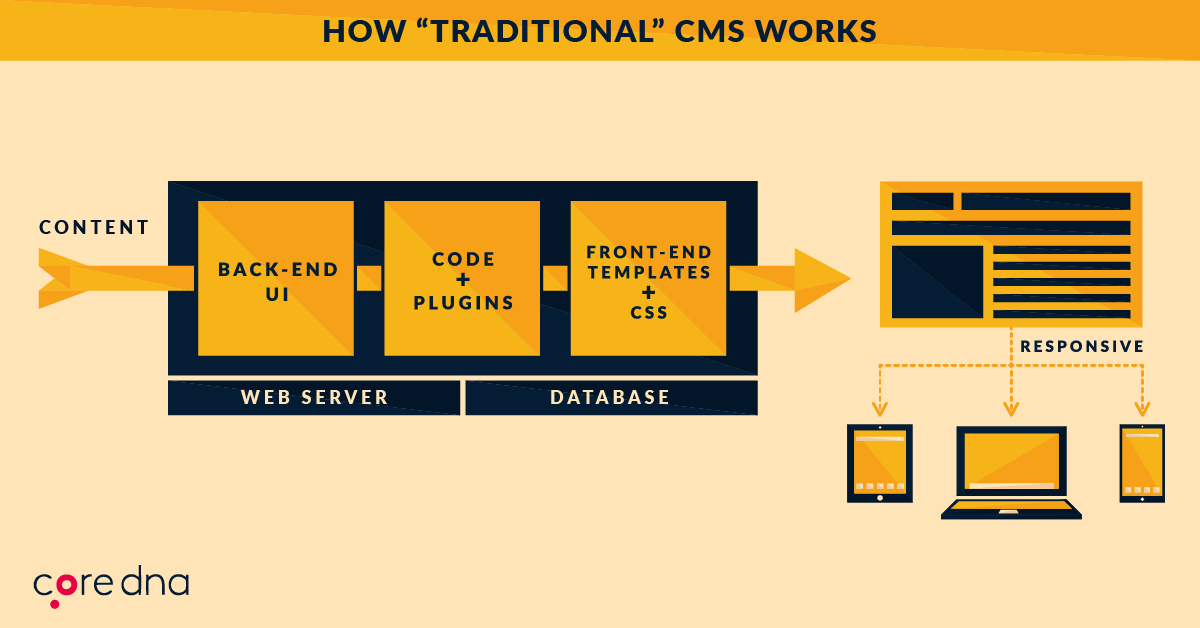 HOW “TRADITIONAL” CMS WORKS
CONTENT
BACK-END
UI
CODE
+
PLUGINS
FRONT-END
TEMPLATES
+
CSS
WEB SERVER
DATABASE
RESPONSIVE
core dna